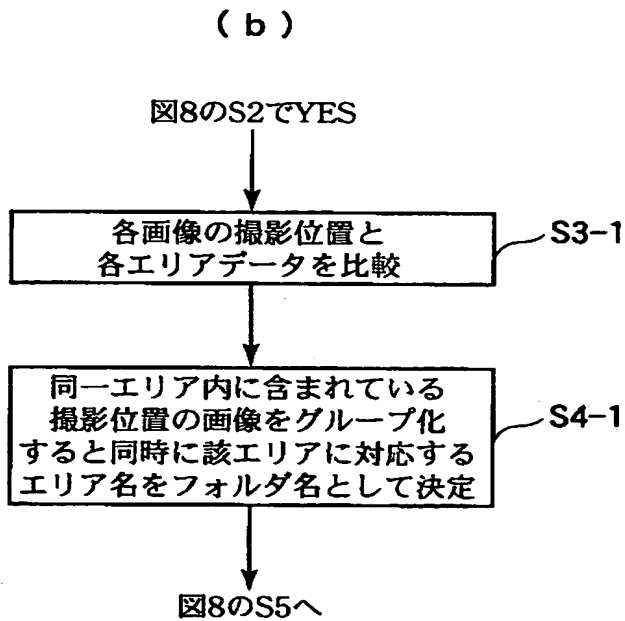 (b)
図8のS2でYES
各画像の撮影位置と
各エリアデータを比較
S3-1
同一エリア内に含まれている
撮影位置の画像をグループ化
すると同時に該エリアに対応する
エリア名をフォルダ名として決定
S4-1
図8のS5へ